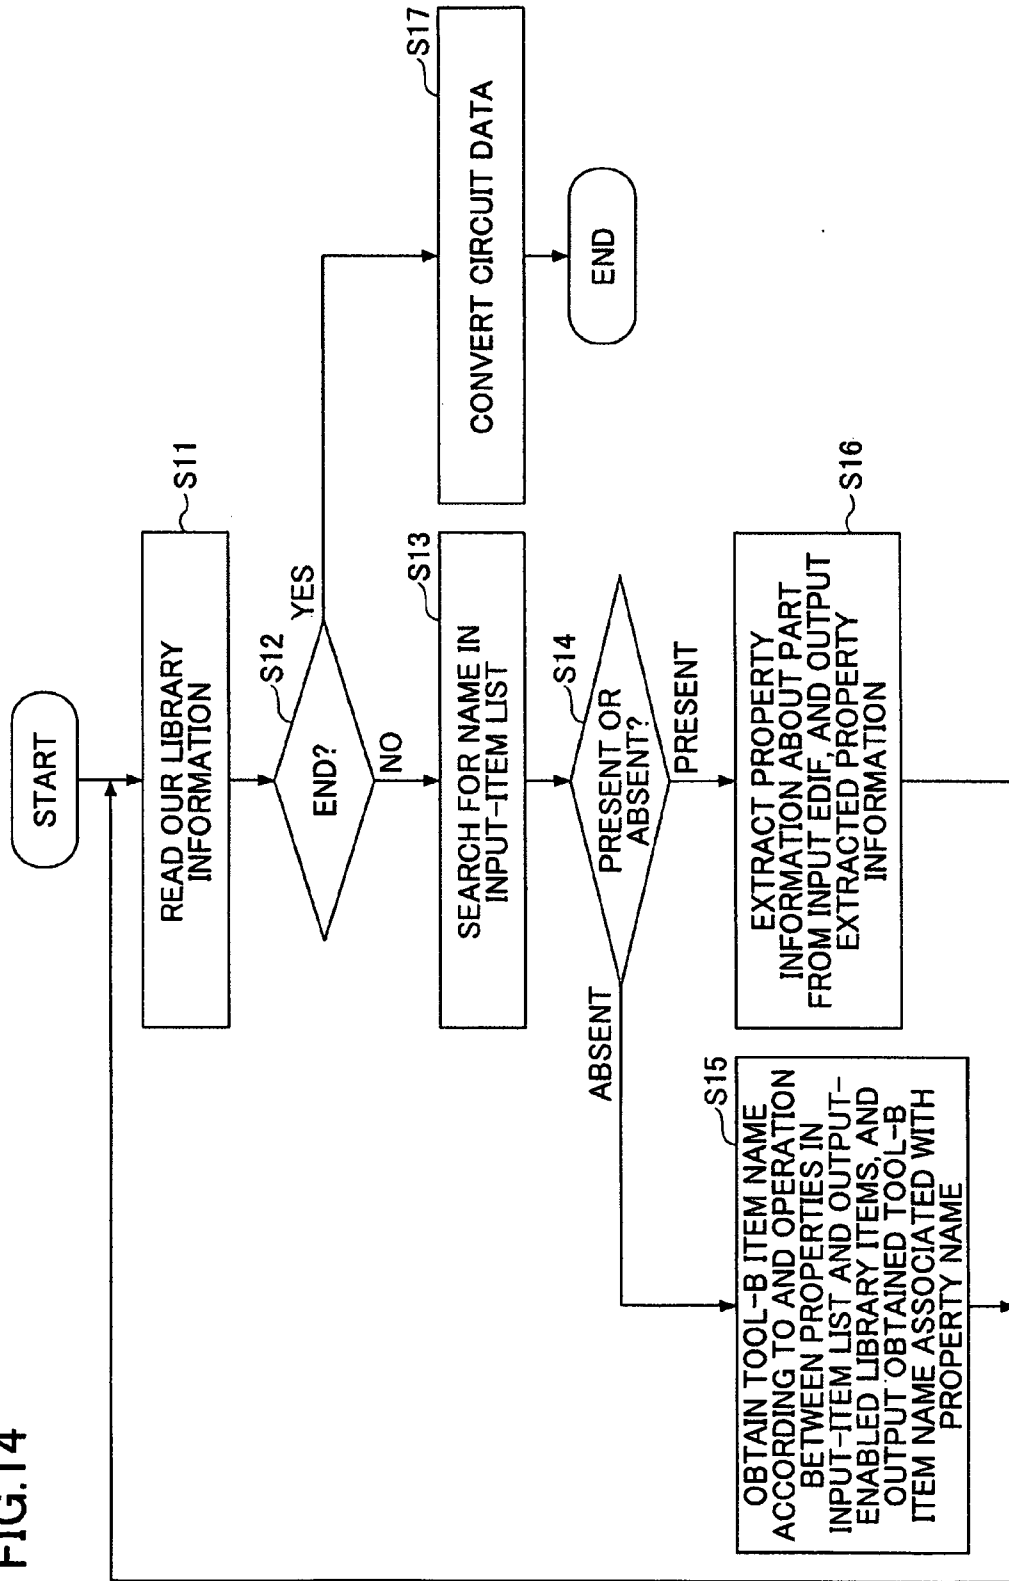 FIG.14
START
READ OUR LIBRARY
INFORMATION
S11
END?
S12
YES
NO
SEARCH FOR NAME IN
INPUT-ITEM LIST
S13
PRESENT OR
ABSENT?
S14
ABSENT
PRESENT
OBTAIN TOOL-B ITEM NAME
ACCORDING TO AND OPERATION
BETWEEN PROPERTIES IN
INPUT-ITEM LIST AND OUTPUT-
ENABLED LIBRARY ITEMS, AND
OUTPUT OBTAINED TOOL-B
ITEM NAME ASSOCIATED WITH
PROPERTY NAME
S15
EXTRACT PROPERTY
INFORMATION ABOUT PART
FROM INPUT EDIF, AND OUTPUT
EXTRACTED PROPERTY
INFORMATION
S16
CONVERT CIRCUIT DATA
S17
END